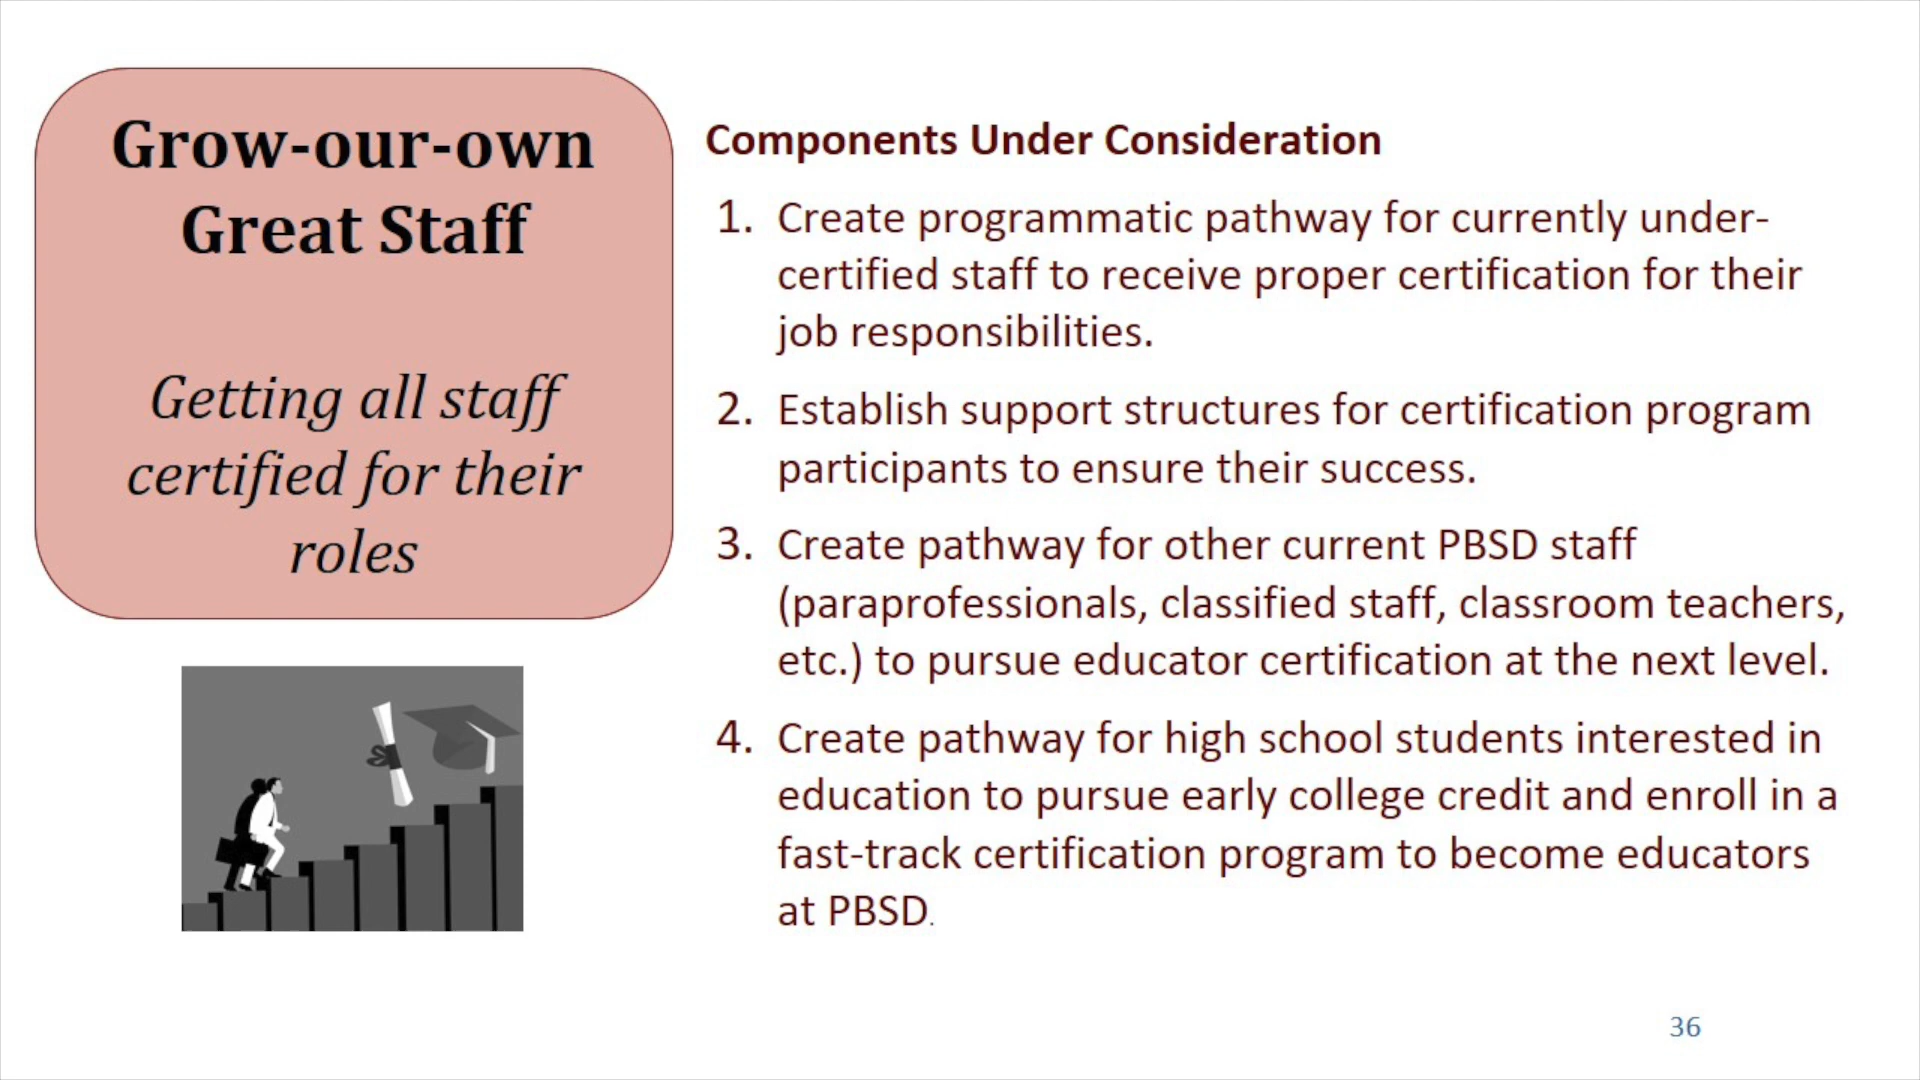 Grow-our-own
Great Staff
Getting all staff
certified for their
roles
Components Under Consideration
1. Create programmatic pathway for currently under-
certified staff to receive proper certification for their
job responsibilities.
2. Establish support structures for certification program
participants to ensure their success.
3. Create pathway for other current PBSD staff
(paraprofessionals, classified staff, classroom teachers,
etc.) to pursue educator certification at the next level.
4. Create pathway for high school students interested in
education to pursue early college credit and enroll in a
fast-track certification program to become educators
at PBSD.
36